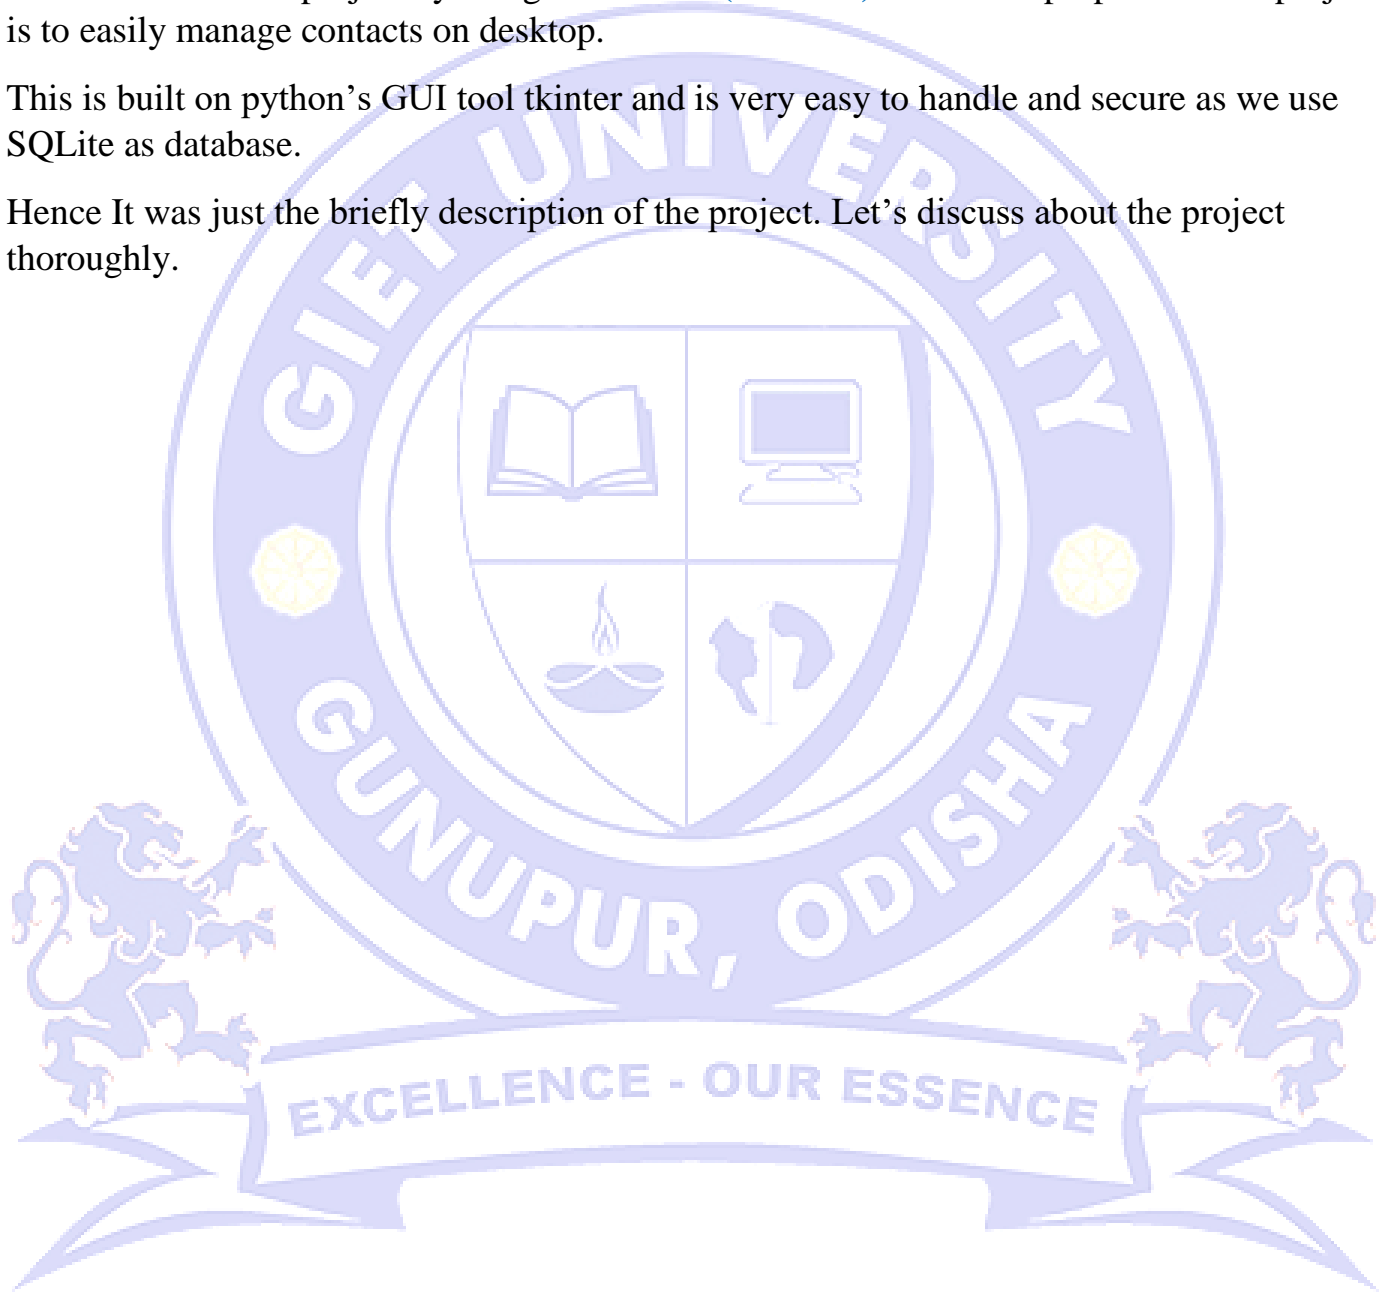 is to easily manage contacts on desktop.
This is built on python’s GUI tool tkinter and is very easy to handle and secure as we use
SQLite as database.
Hence It was just the briefly description of the project. Let’s discuss about the project
thoroughly.
GIET UNIVERSITY
GUNUPUR, ODISHA
EXCELLENCE - OUR ESSENCE